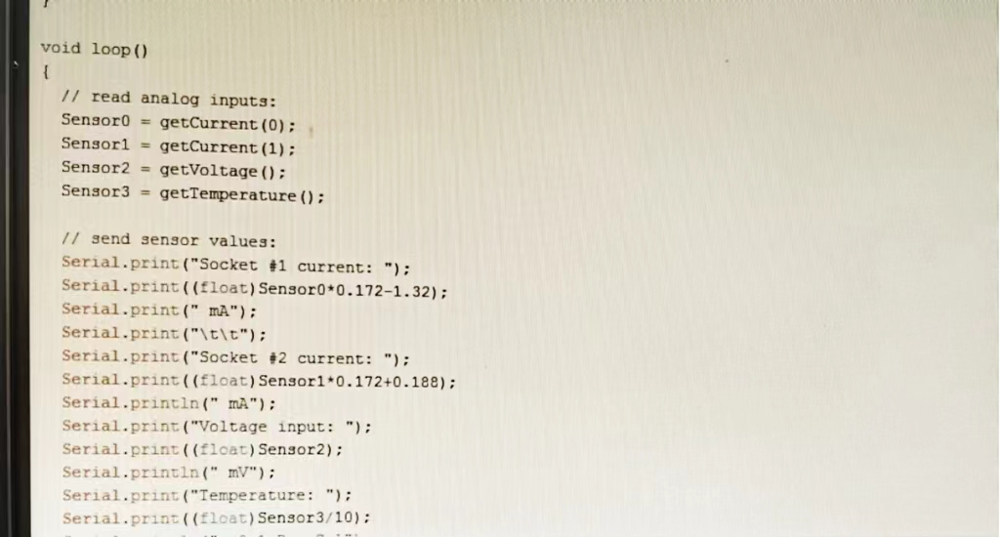 }
void loop()
{
// read analog inputs:
Sensor0 = getCurrent(0);
Sensor1 = getCurrent(1);
Sensor2 = getVoltage();
Sensor3 = getTemperature();
// send sensor values:
Serial.print("Socket #1 current: ");
Serial.print((float)Sensor0*0.172-1.32);
Serial.print(" mA");
Serial.print("\t\t");
Serial.print("Socket #2 current: ");
Serial.print((float)Sensor1*0.172+0.188);
Serial.println(" mA");
Serial.print("Voltage input: ");
Serial.print((float)Sensor2);
Serial.println(" mV");
Serial.print("Temperature: ");
Serial.print((float)Sensor3/10);